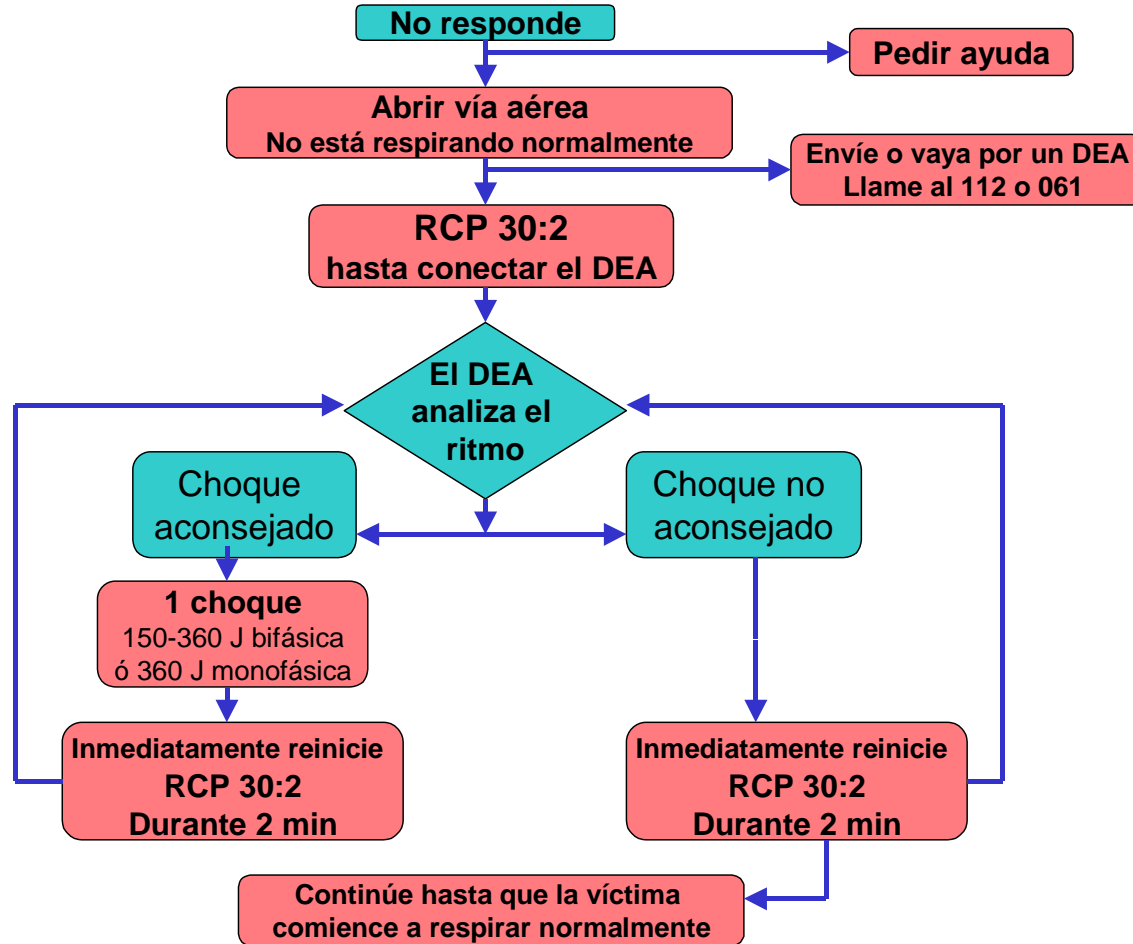 No responde
Pedir ayuda
Abrir vía aérea
No está respirando normalmente
Envíe o vaya por un DEA
Llame al 112 o 061
RCP 30:2
hasta conectar el DEA
El DEA
analiza el
ritmo
Choque
aconsejado
Choque no
aconsejado
1 choque
150-360 J bifásica
ó 360 J monofásica
Inmediatamente reinicie
RCP 30:2
Durante 2 min
Inmediatamente reinicie
RCP 30:2
Durante 2 min
Continúe hasta que la víctima
comience a respirar normalmente